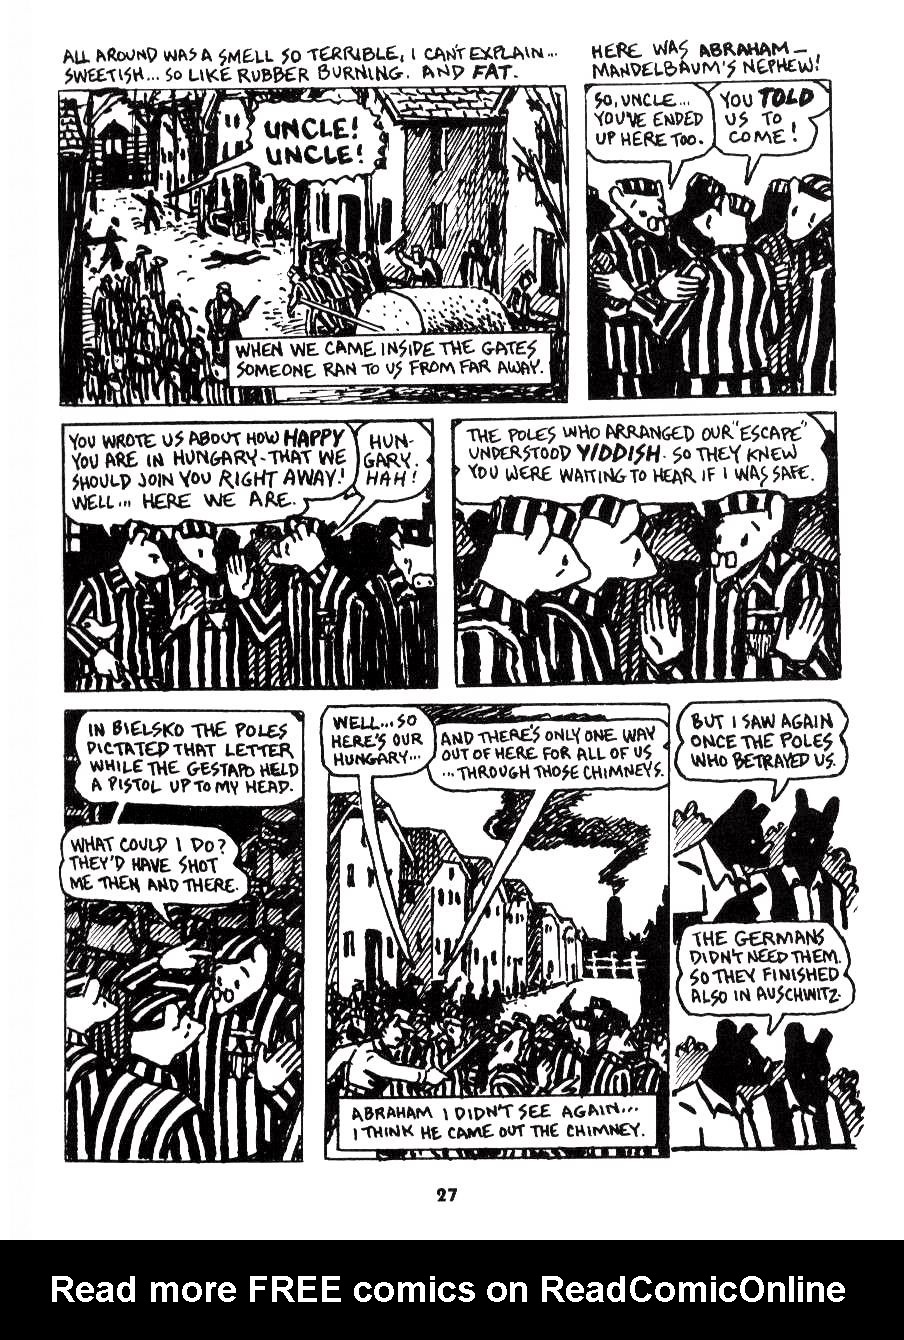 ALL AROUND WAS A SMELL SO TERRIBLE, I CAN'T EXPLAIN...
SWEETISH... SO LIKE RUBBER BURNING. AND FAT.
UNCLE!
UNCLE!
WHEN WE CAME INSIDE THE GATES
SOMEONE RAN TO US FROM FAR AWAY.
HERE WAS ABRAHAM –
MANDELBAUM'S NEPHEW!
SO, UNCLE...
YOU'VE ENDED
UP HERE TOO.
YOU TOLD
US TO
COME!
YOU WROTE US ABOUT HOW HAPPY
YOU ARE IN HUNGARY-THAT WE
SHOULD JOIN YOU RIGHT AWAY!
WELL... HERE WE ARE.
HUN-
GARY.
HAH!
THE POLES WHO ARRANGED OUR "ESCAPE"
UNDERSTOOD YIDDISH. SO THEY KNEW
YOU WERE WAITING TO HEAR IF I WAS SAFE.
IN BIELSKO THE POLES
DICTATED THAT LETTER
WHILE THE GESTAPO HELD
A PISTOL UP TO MY HEAD.
WHAT COULD I DO?
THEY'D HAVE SHOT
ME THEN AND THERE.
WELL...SO
HERE'S OUR
HUNGARY...
AND THERE'S ONLY ONE WAY
OUT OF HERE FOR ALL OF US
...THROUGH THOSE CHIMNEYS.
ABRAHAM I DIDN'T SEE AGAIN...
I THINK HE CAME OUT THE CHIMNEY.
BUT I SAW AGAIN
ONCE THE POLES
WHO BETRAYED US.
THE GERMANS
DIDN'T NEED THEM.
SO THEY FINISHED
ALSO IN AUSCHWITZ.
27
Read more FREE comics on ReadComicOnline